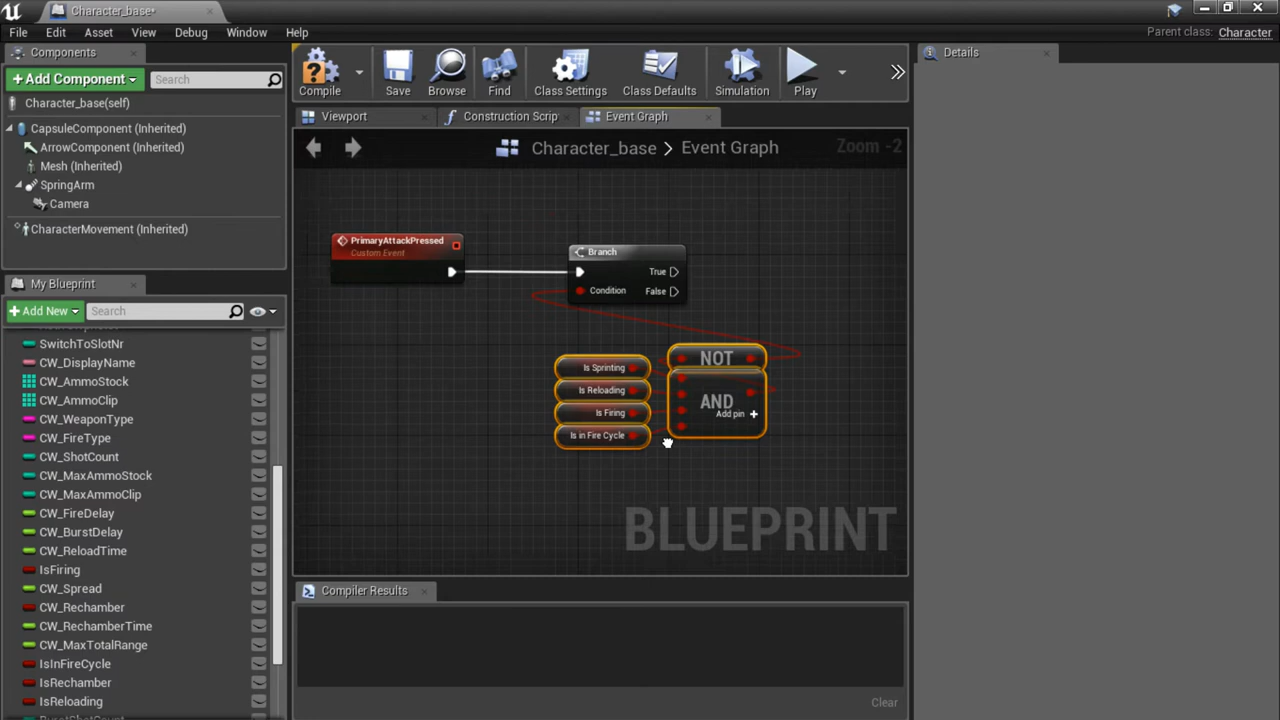 Character_base*
File Edit Asset View Debug Window Help
Parent class: Character
Components
Add Component
Search
Character_base(self)
CapsuleComponent (Inherited)
ArrowComponent (Inherited)
Mesh (Inherited)
SpringArm
Camera
CharacterMovement (Inherited)
My Blueprint
Add New
Search
SwitchToSlotNr
CW_DisplayName
CW_AmmoStock
CW_AmmoClip
CW_WeaponType
CW_FireType
CW_ShotCount
CW_MaxAmmoStock
CW_MaxAmmoClip
CW_FireDelay
CW_BurstDelay
CW_ReloadTime
IsFiring
CW_Spread
CW_Rechamber
CW_RechamberTime
CW_MaxTotalRange
IsInFireCycle
IsRechamber
IsReloading
Compile
Save
Browse
Find
Class Settings
Class Defaults
Simulation
Play
Viewport
Construction Scrip
Event Graph
Character_base > Event Graph
Zoom -2
PrimaryAttackPressed
Custom Event
Branch
True
Condition
False
Is Sprinting
Is Reloading
Is Firing
Is in Fire Cycle
NOT
AND
Add pin
BLUEPRINT
Compiler Results
Clear
Details